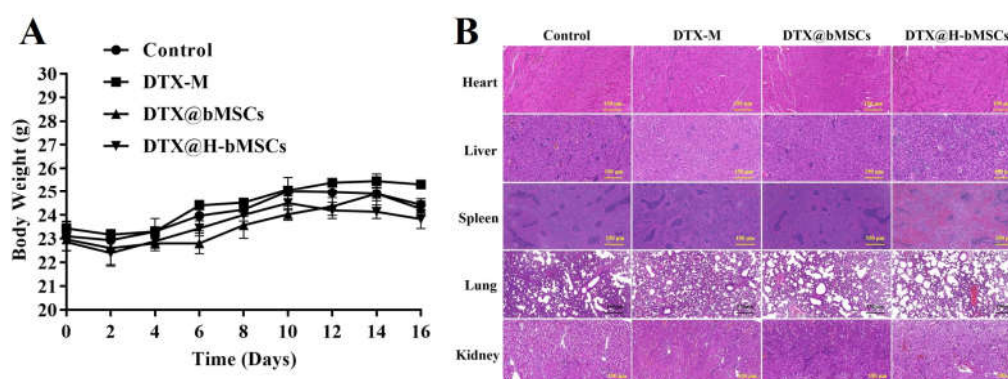 A
Control
DTX-M
DTX@bMSCs
DTX@H-bMSCs
Body Weight (g)
30
29
28
27
26
25
24
23
22
21
20
0 2 4 6 8 10 12 14 16
Time (Days)
B
Control DTX-M DTX@bMSCs DTX@H-bMSCs
Heart
Liver
Spleen
Lung
Kidney